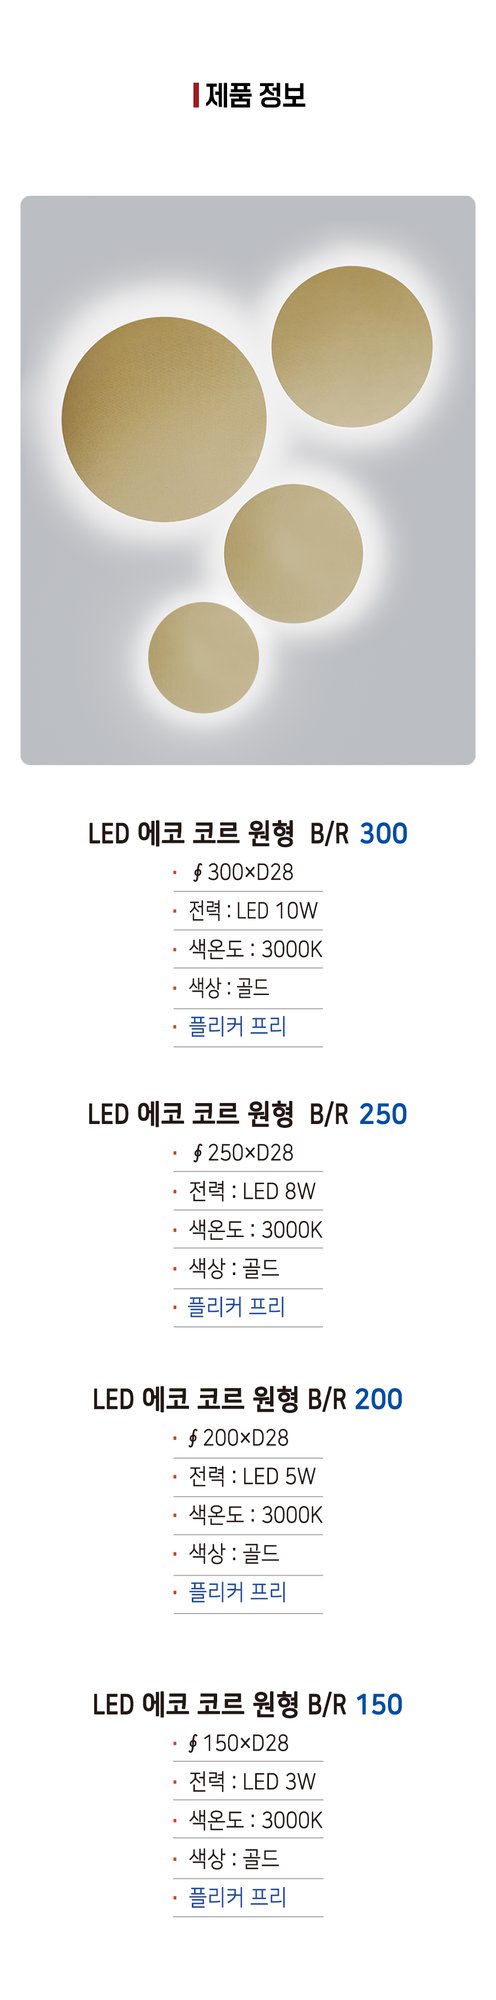 제품 정보
LED 에코 코르 원형 B/R 300
· ∮300×D28
· 전력 : LED 10W
· 색온도 : 3000K
· 색상 : 골드
· 플리커 프리
LED 에코 코르 원형 B/R 250
· ∮250×D28
· 전력 : LED 8W
· 색온도 : 3000K
· 색상 : 골드
· 플리커 프리
LED 에코 코르 원형 B/R 200
· ∮200×D28
· 전력 : LED 5W
· 색온도 : 3000K
· 색상 : 골드
· 플리커 프리
LED 에코 코르 원형 B/R 150
· ∮150×D28
· 전력 : LED 3W
· 색온도 : 3000K
· 색상 : 골드
· 플리커 프리